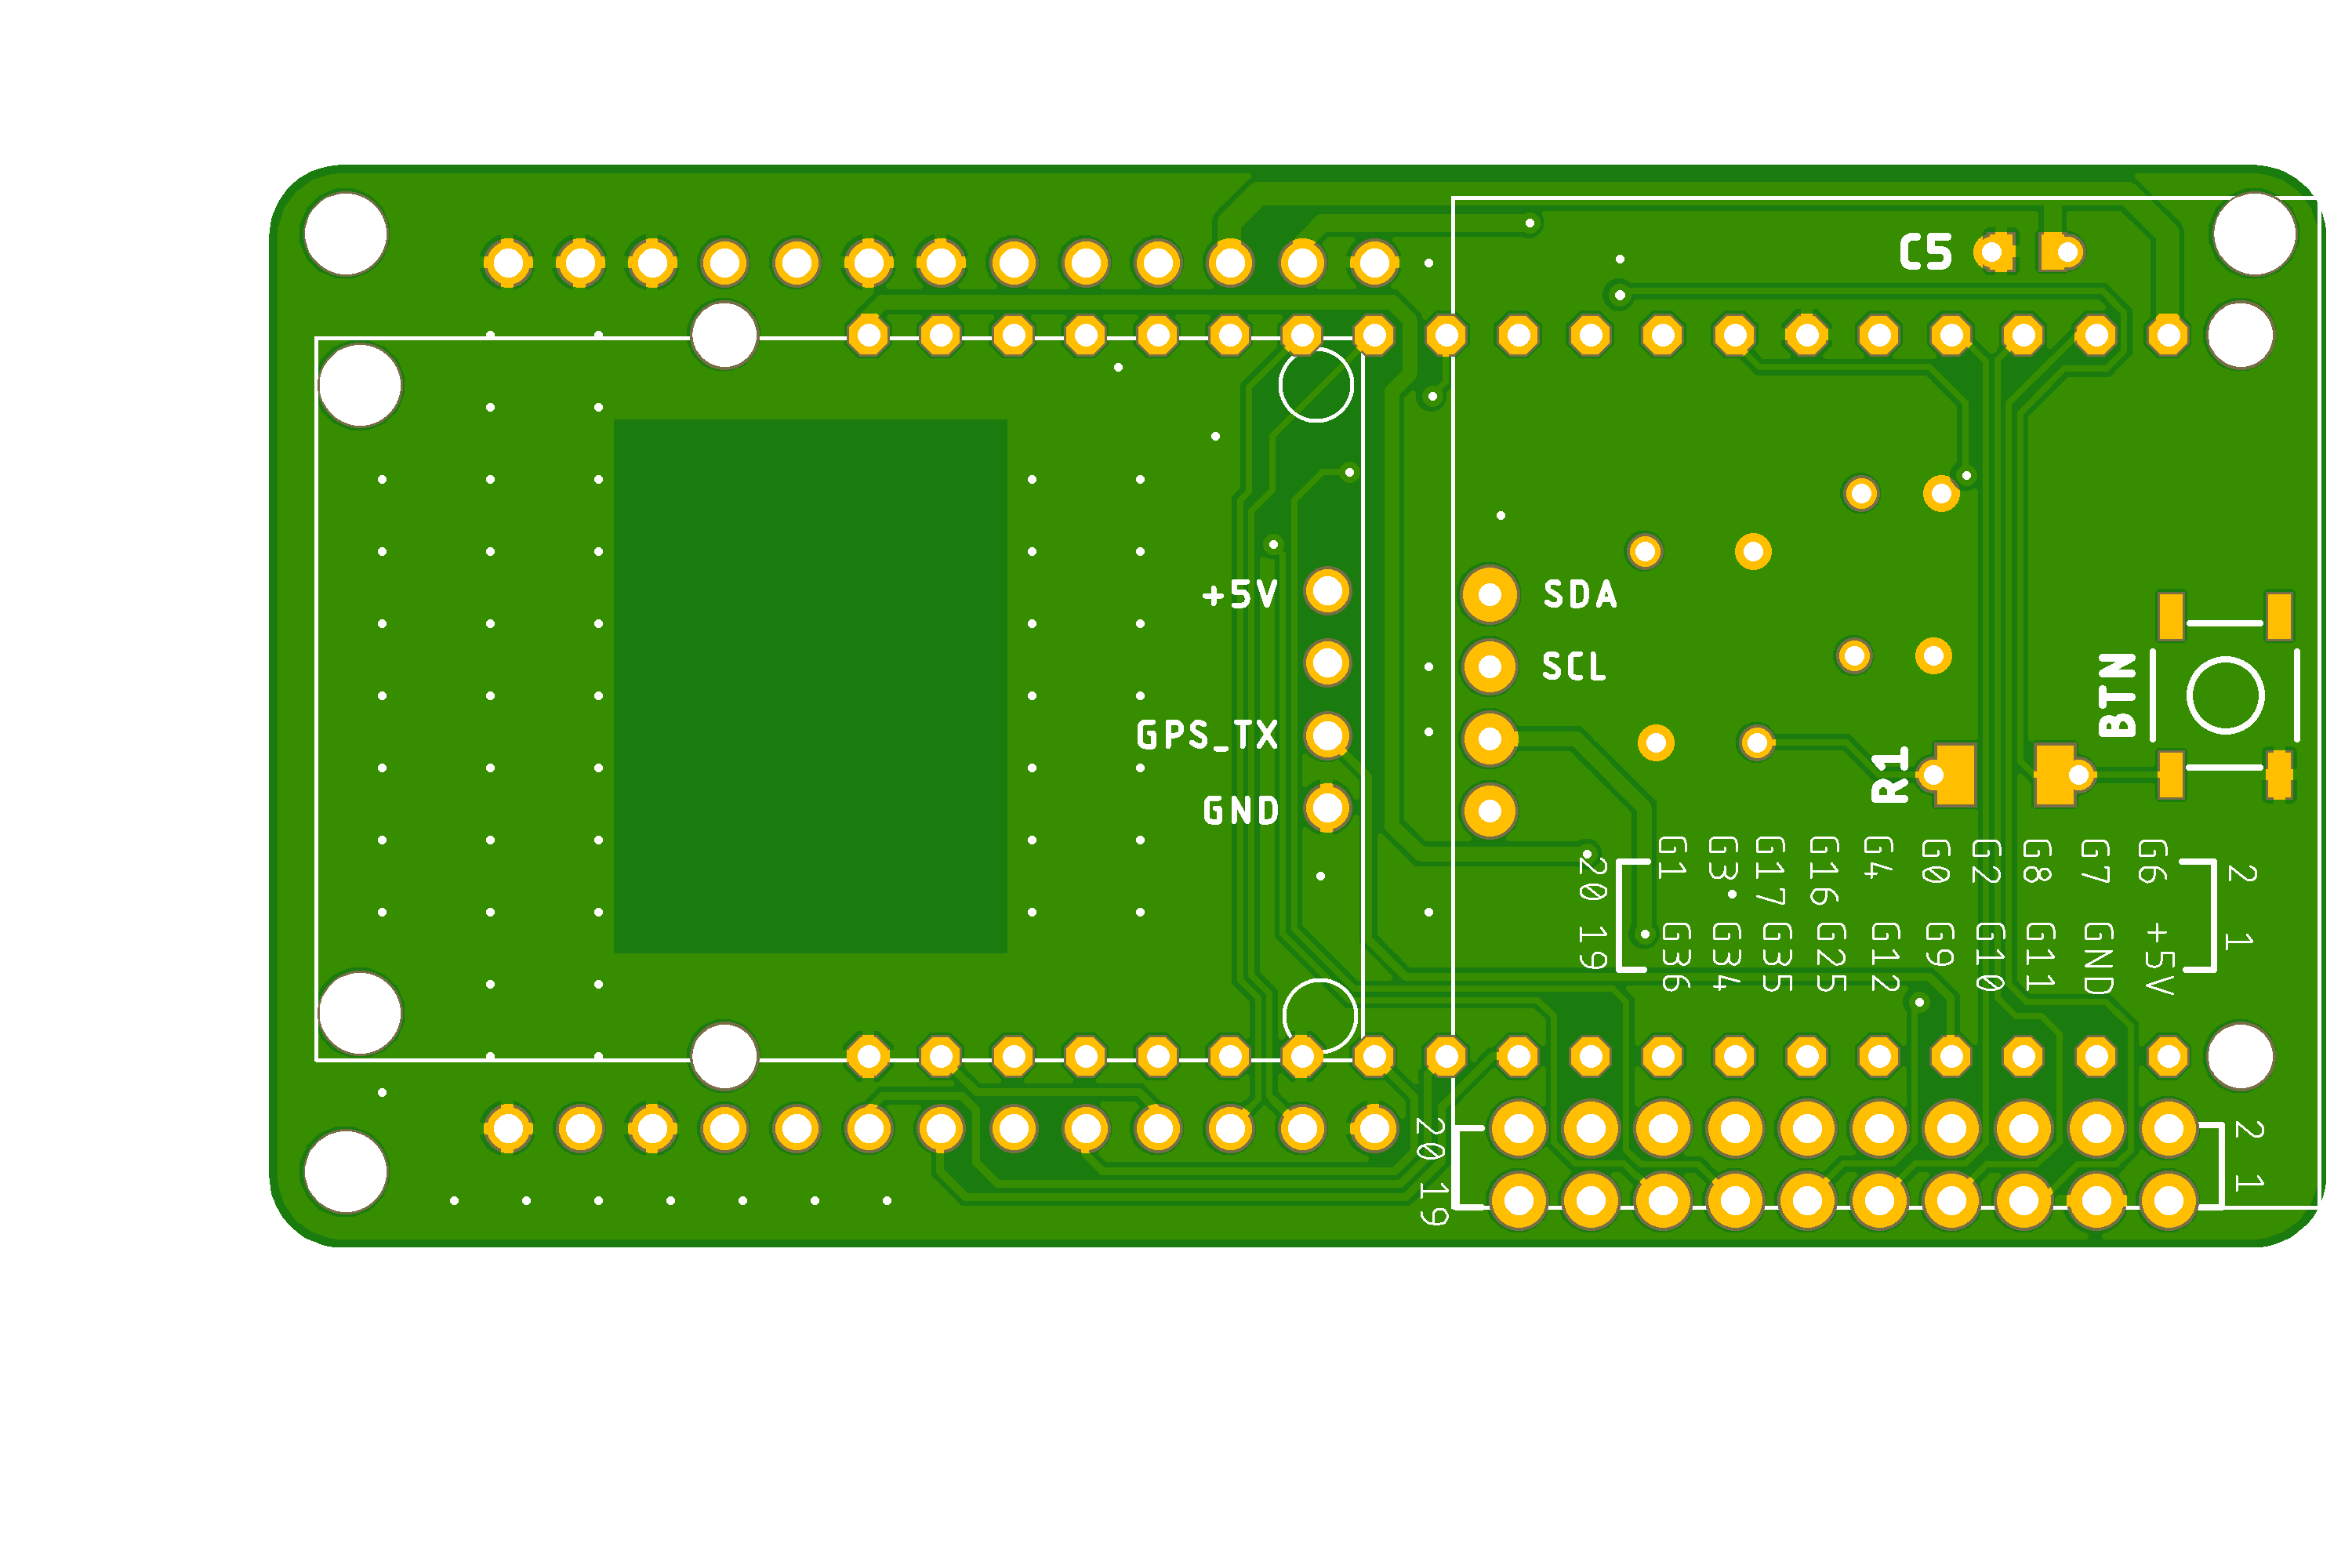 C5
+5V
SDA
SCL
BTN
GPS_TX
R1
GND
G1 G3 G17 G16 G4 G0 G2 G8 G7 G6
20 2
19 1
G36 G34 G35 G25 G12 G9 G10 G11 GND +5V
20 2
19 1